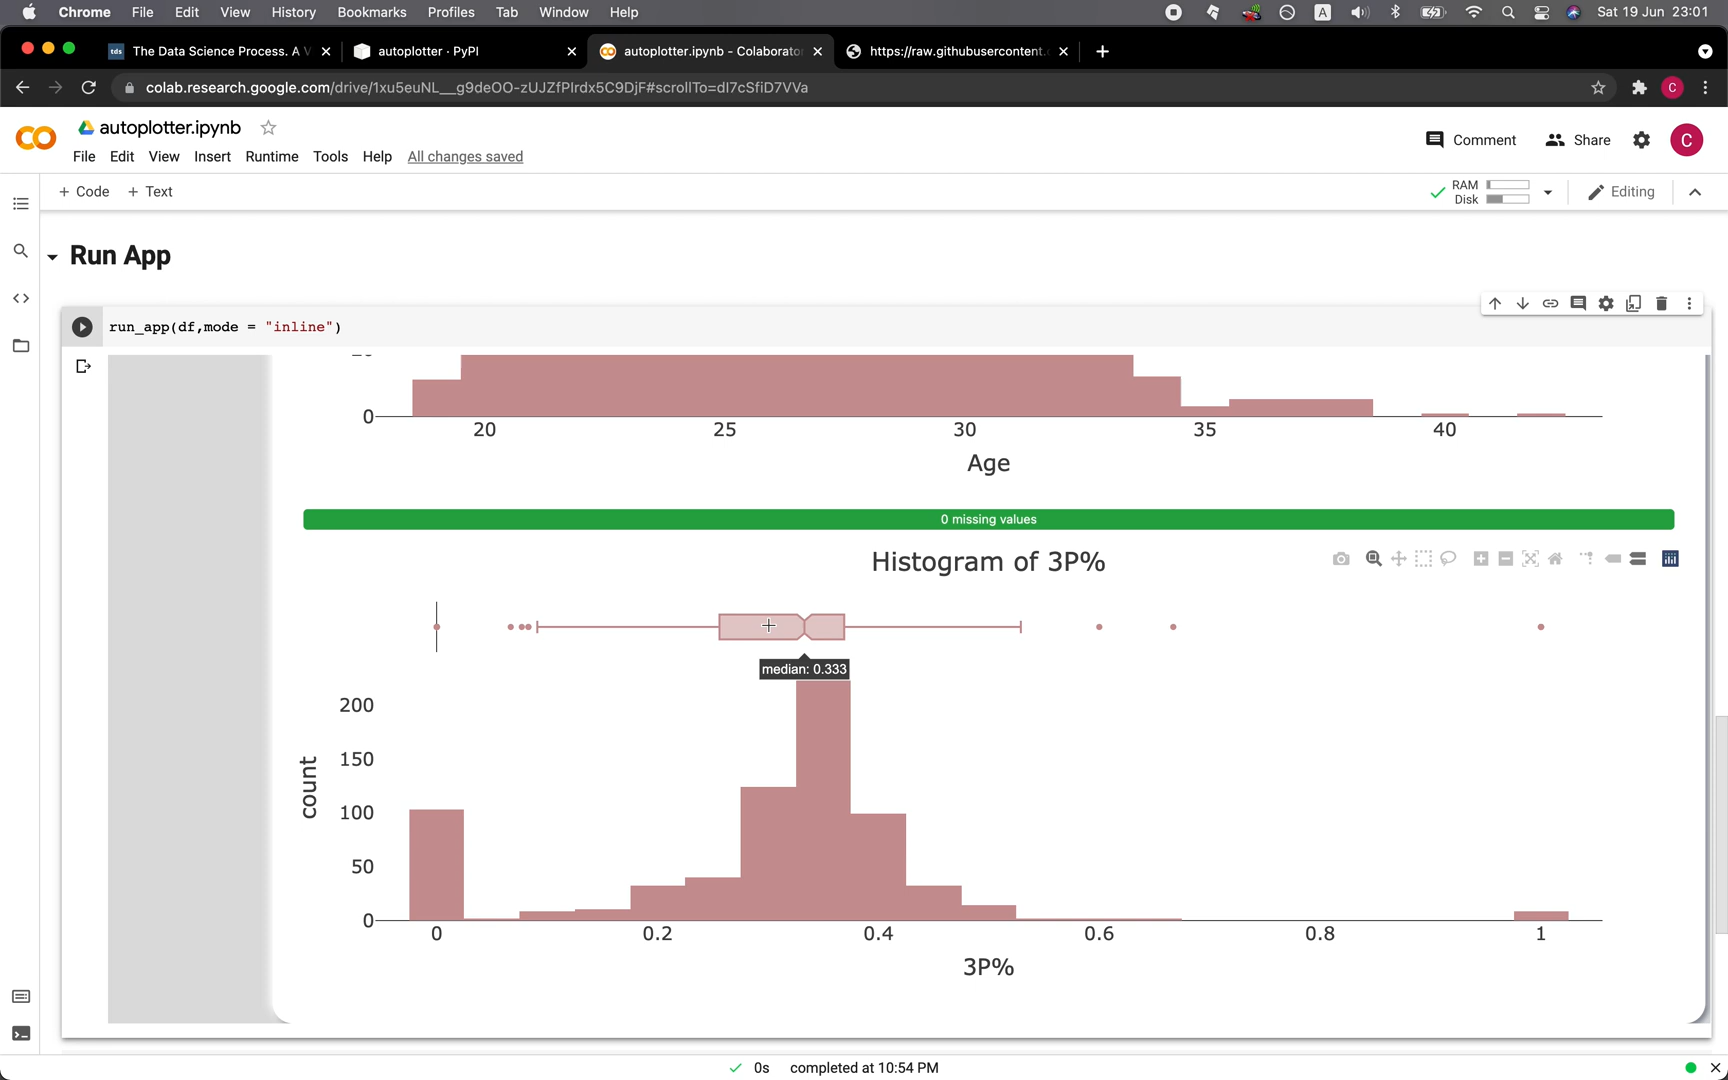 Chrome File Edit View History Bookmarks Profiles Tab Window Help A Sat 19 Jun 23:01
tds The Data Science Process. A V autoplotter · PyPI autoplotter.ipynb - Colaborato https://raw.githubusercontent.
colab.research.google.com/drive/1xu5euNL__g9deOO-zUJZfPIrdx5C9DjF#scrollTo=dI7cSfiD7VVa C
autoplotter.ipynb
Comment Share C
File Edit View Insert Runtime Tools Help All changes saved
+ Code + Text RAM Disk Editing
Run App
run_app(df,mode = "inline")
0
20 25 30 35 40
Age
0 missing values
Histogram of 3P%
median: 0.333
200
150
count
100
50
0
0 0.2 0.4 0.6 0.8 1
3P%
0s completed at 10:54 PM